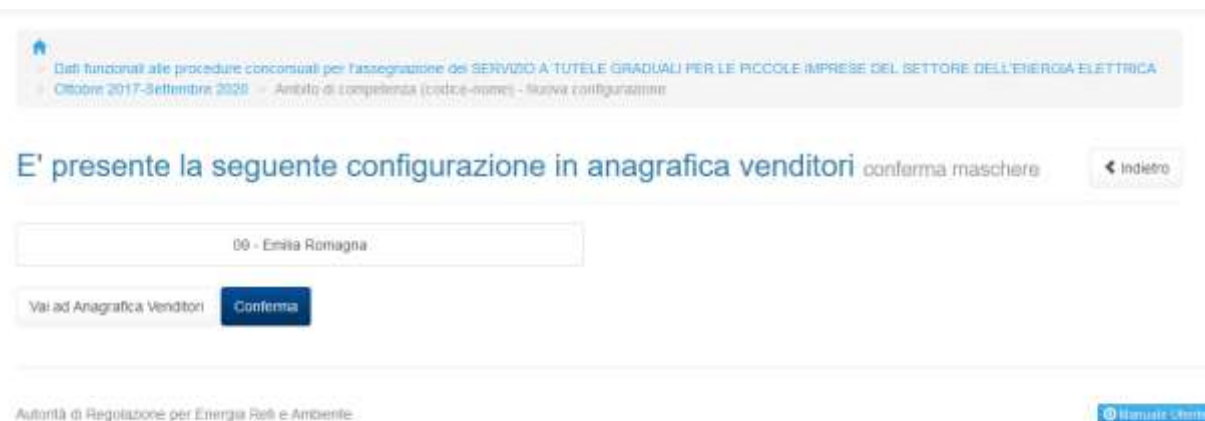 Dati funzionali alle procedure concorsuali per l'assegnazione del SERVIZIO A TUTELE GRADUALI PER LE PICCOLE IMPRESE DEL SETTORE DELL'ENERGIA ELETTRICA
Ottobre 2017-Settembre 2020 Ambito di competenza (codice-nome) - Nuova configurazione
E' presente la seguente configurazione in anagrafica venditori conferma maschere
Indietro
09 - Emilia Romagna
Vai ad Anagrafica Venditori Conferma
Autorità di Regolazione per Energia Reti e Ambiente
Manuale Utente